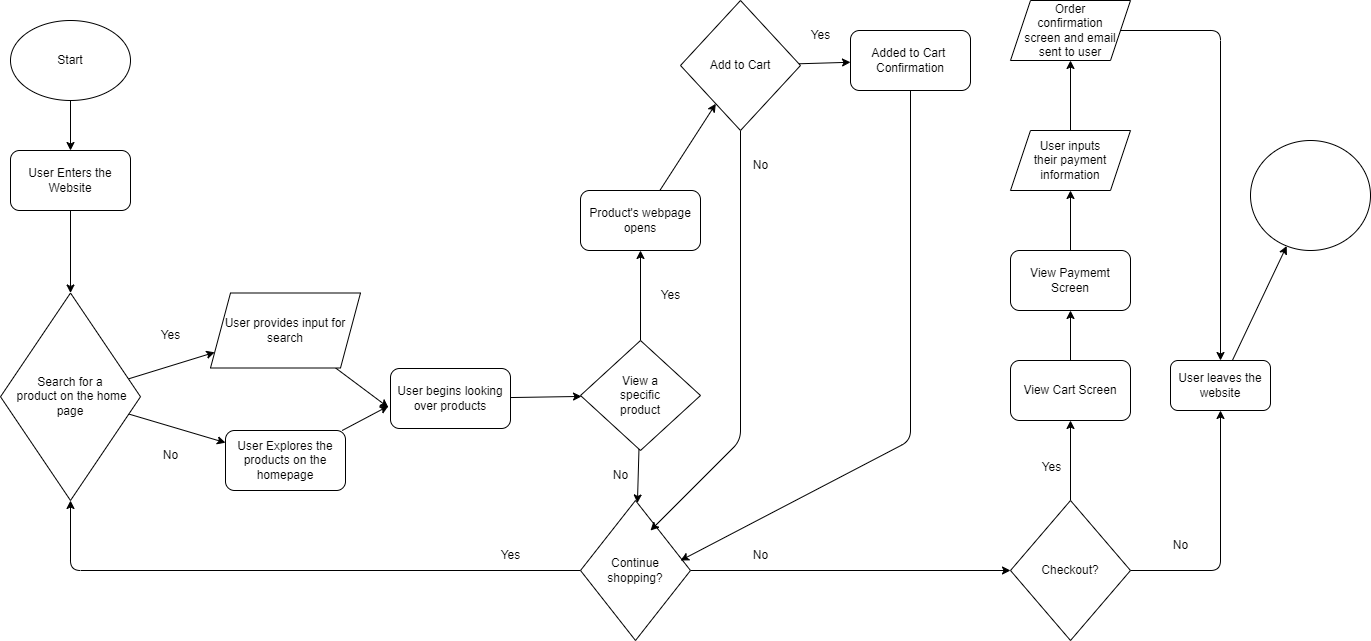 Start
User Enters the
Website
Search for a
product on the home
page
Yes
No
User provides input for
search
User Explores the
products on the
homepage
User begins looking
over products
View a
specific
product
Yes
No
Product's webpage
opens
Add to Cart
Yes
No
Added to Cart
Confirmation
Continue
shopping?
Yes
No
Checkout?
Yes
No
View Cart Screen
View Paymemt
Screen
User inputs
their payment
information
Order
confirmation
screen and email
sent to user
User leaves the
website